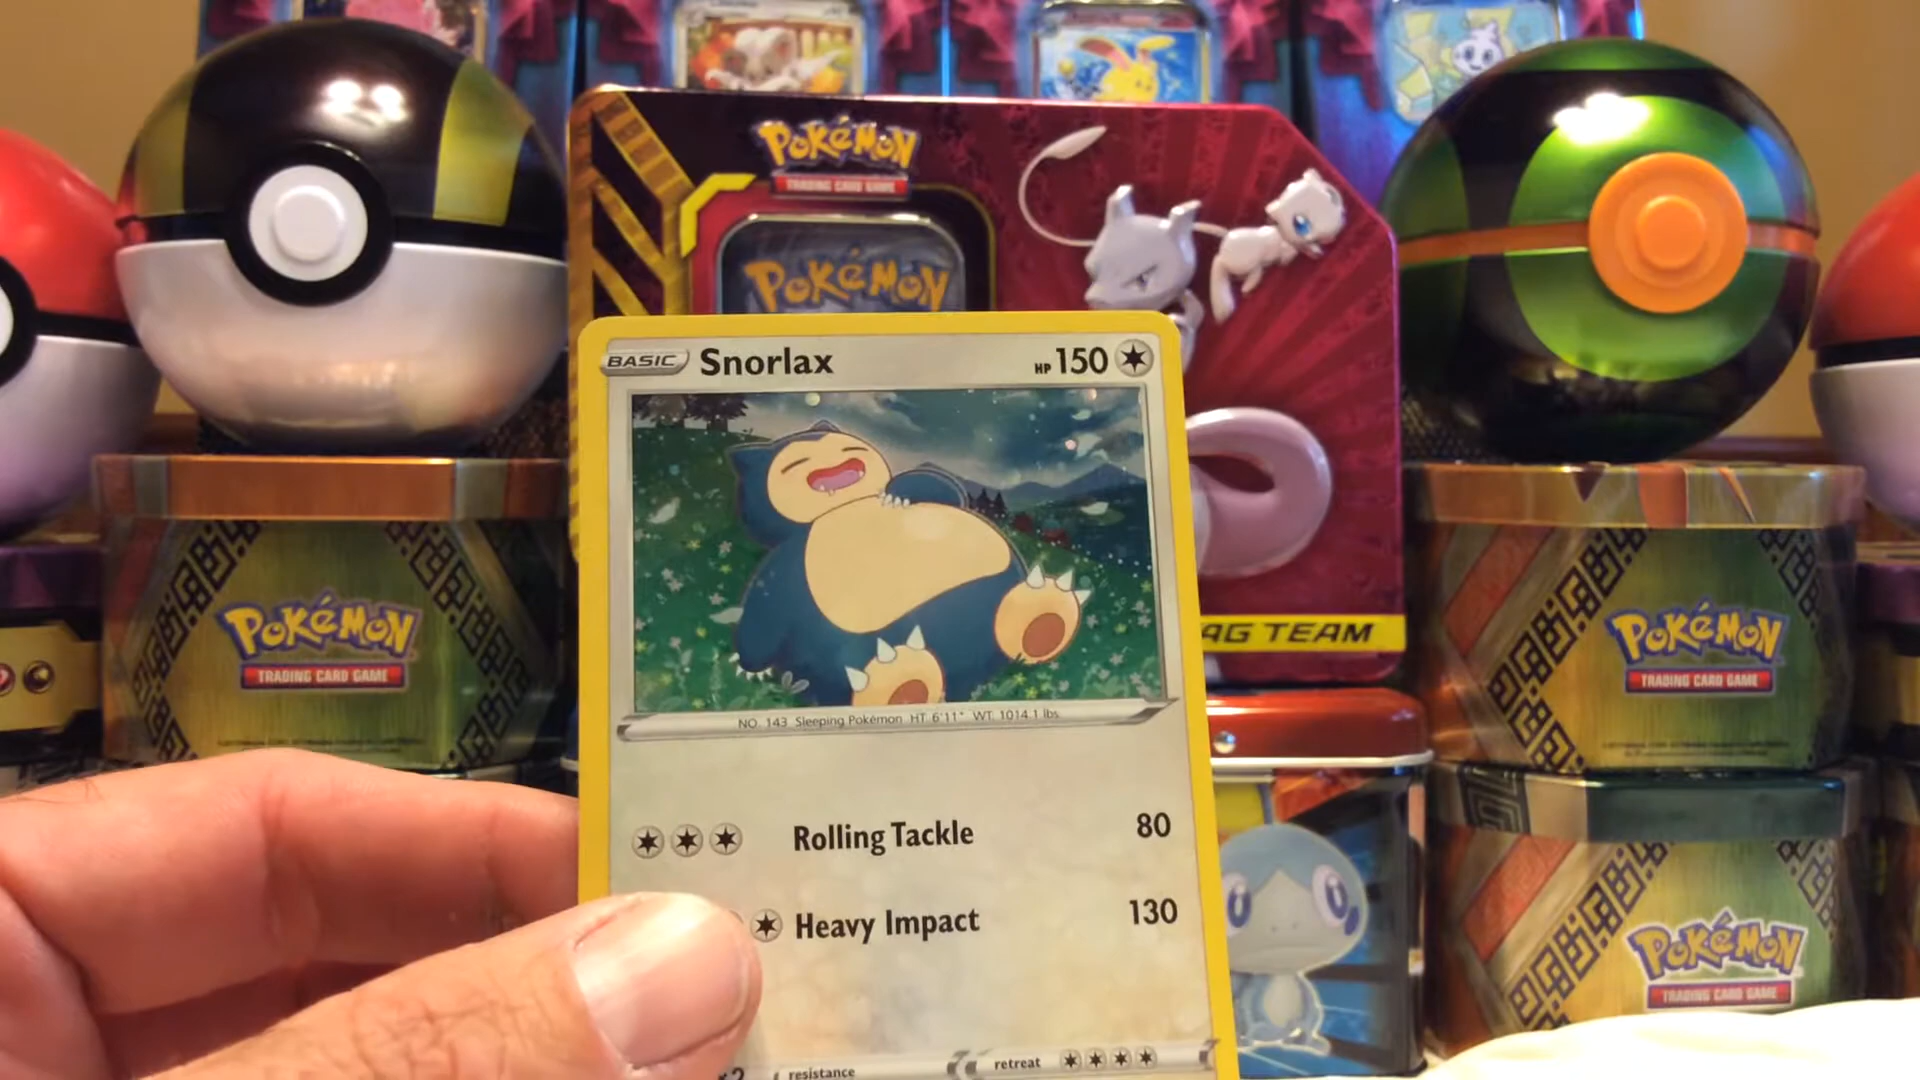 POKéMON
TRADING CARD GAME
POKéMON
BASIC Snorlax HP 150
NO. 143 Sleeping Pokémon HT 6'11" WT 1014.1 lbs
Rolling Tackle 80
Heavy Impact 130
×2 resistance retreat
AG TEAM
POKéMON
TRADING CARD GAME
POKéMON
TRADING CARD GAME
POKéMON
TRADING CARD GAME